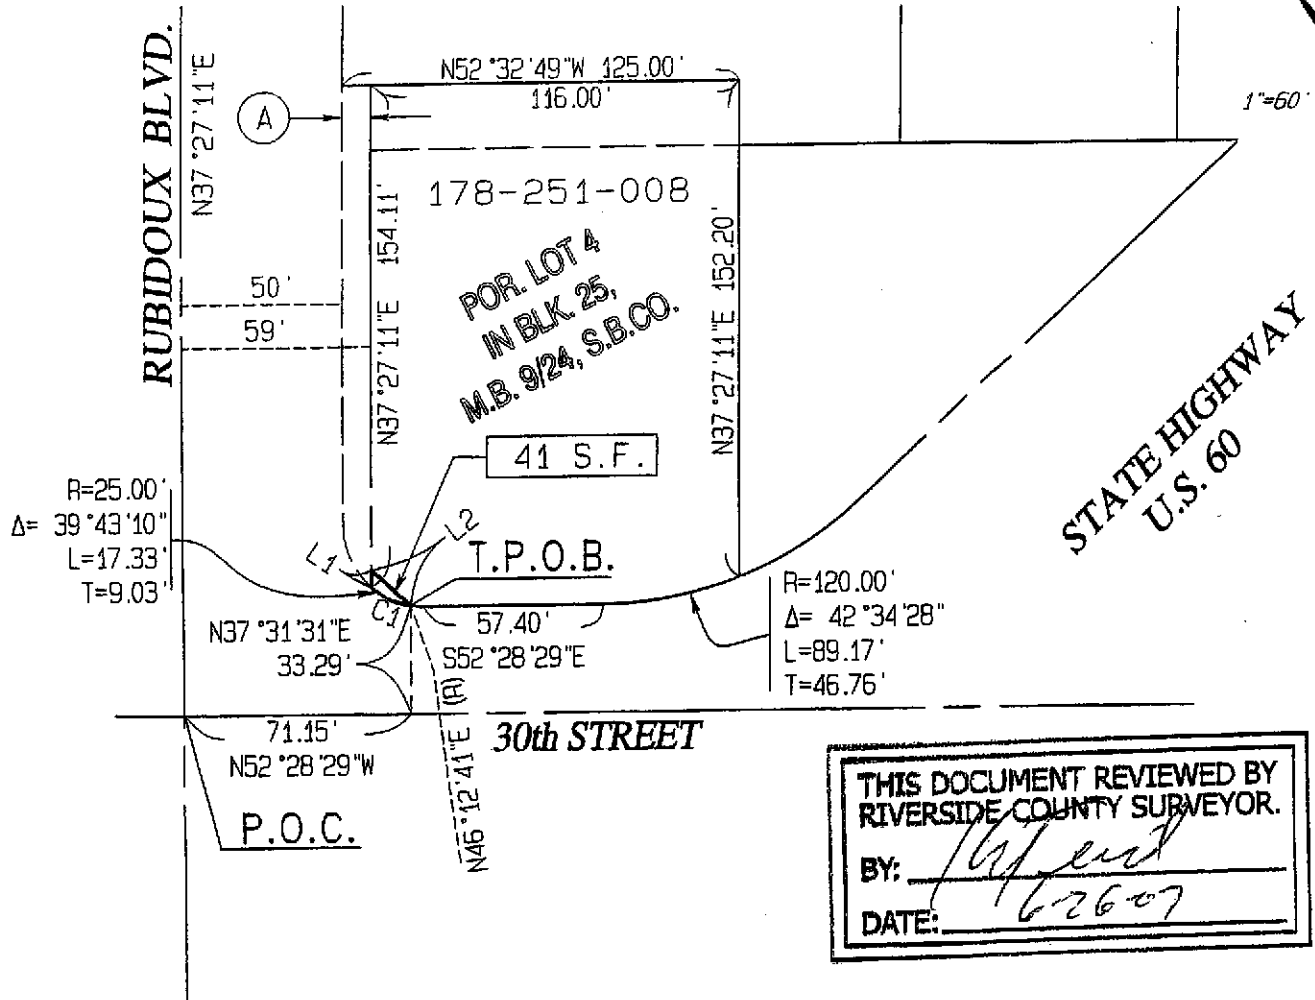 RUBIDOUX BLVD.
N37°27'11"E
A
N52°32'49"W 125.00'
116.00'
1"=60'
178-251-008
POR. LOT 4
IN BLK. 25,
M.B. 9/24, S.B.CO.
N37°27'11"E 154.11'
N37°27'11"E 152.20'
50'
59'
41 S.F.
STATE HIGHWAY
U.S. 60
R=25.00'
Δ= 39°43'10"
L=17.33'
T=9.03'
L1
L2
T.P.O.B.
C1
N37°31'31"E
33.29'
57.40'
S52°28'29"E
R=120.00'
Δ= 42°34'28"
L=89.17'
T=46.76'
N46°12'41"E (R)
71.15'
N52°28'29"W
30th STREET
P.O.C.
THIS DOCUMENT REVIEWED BY
RIVERSIDE COUNTY SURVEYOR.
BY:
DATE: 6-26-07